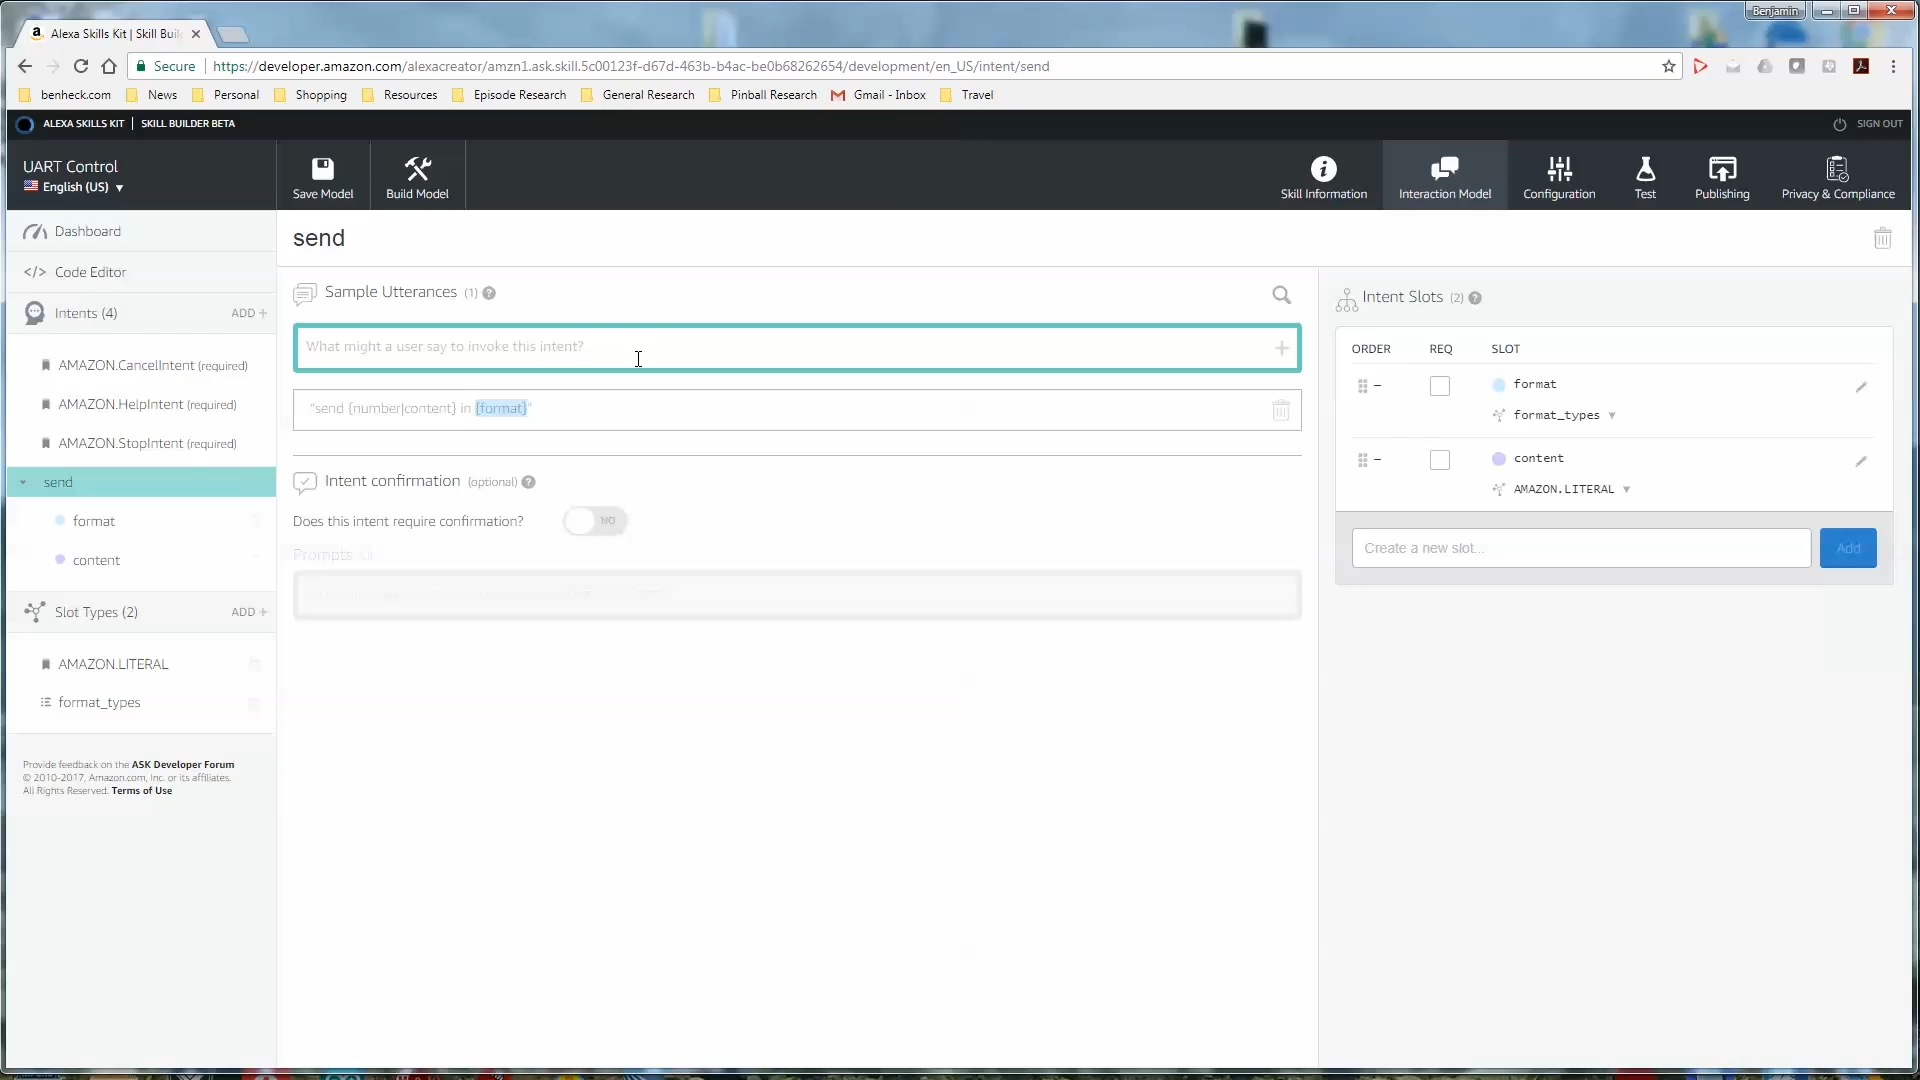 Benjamin
Alexa Skills Kit | Skill Buil
Secure | https://developer.amazon.com/alexacreator/amzn1.ask.skill.5c00123f-d67d-463b-b4ac-be0b68262654/development/en_US/intent/send
benheck.com News Personal Shopping Resources Episode Research General Research Pinball Research Gmail - Inbox Travel
ALEXA SKILLS KIT | SKILL BUILDER BETA
SIGN OUT
UART Control
English (US)
Save Model
Build Model
Skill Information
Interaction Model
Configuration
Test
Publishing
Privacy & Compliance
Dashboard
Code Editor
Intents (4)
ADD +
AMAZON.CancelIntent (required)
AMAZON.HelpIntent (required)
AMAZON.StopIntent (required)
send
format
content
Slot Types (2)
ADD +
AMAZON.LITERAL
format_types
Provide feedback on the ASK Developer Forum
© 2010-2017, Amazon.com, Inc. or its affiliates.
All Rights Reserved. Terms of Use
send
Sample Utterances (1)
What might a user say to invoke this intent?
"send {number|content} in {format}"
Intent confirmation (optional)
Does this intent require confirmation?
NO
Prompts
Intent Slots (2)
ORDER REQ SLOT
format
format_types
content
AMAZON.LITERAL
Create a new slot...
Add